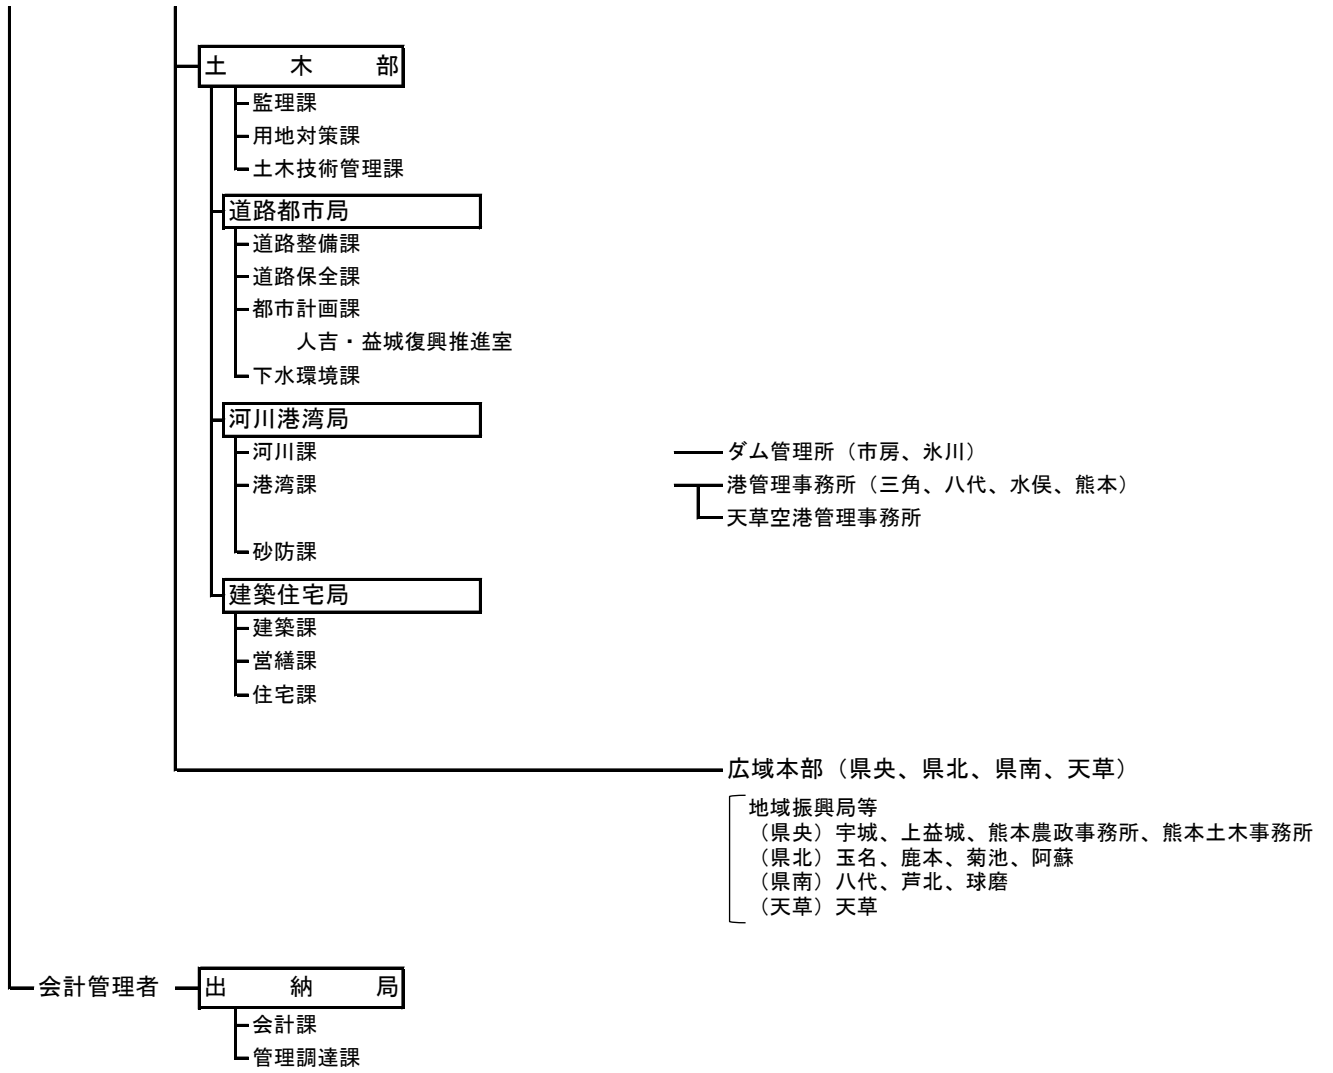 土木部
監理課
用地対策課
土木技術管理課
道路都市局
道路整備課
道路保全課
都市計画課
人吉・益城復興推進室
下水環境課
河川港湾局
河川課
ダム管理所（市房、氷川）
港湾課
港管理事務所（三角、八代、水俣、熊本）
天草空港管理事務所
砂防課
建築住宅局
建築課
営繕課
住宅課
広域本部（県央、県北、県南、天草）
地域振興局等
（県央）宇城、上益城、熊本農政事務所、熊本土木事務所
（県北）玉名、鹿本、菊池、阿蘇
（県南）八代、芦北、球磨
（天草）天草
会計管理者
出納局
会計課
管理調達課